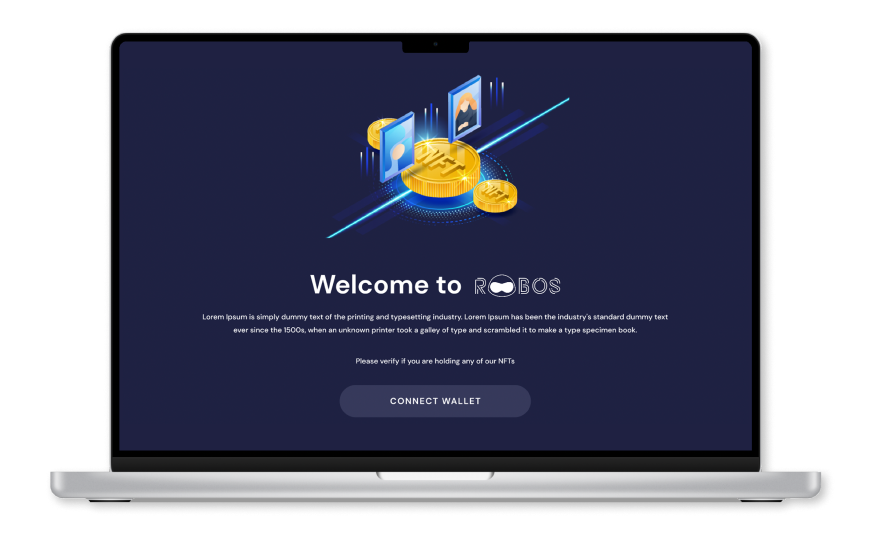 NFT
NFT
Welcome to ROBOS
Lorem Ipsum is simply dummy text of the printing and typesetting industry. Lorem Ipsum has been the industry's standard dummy text
ever since the 1500s, when an unknown printer took a galley of type and scrambled it to make a type specimen book.
Please verify if you are holding any of our NFTs
CONNECT WALLET